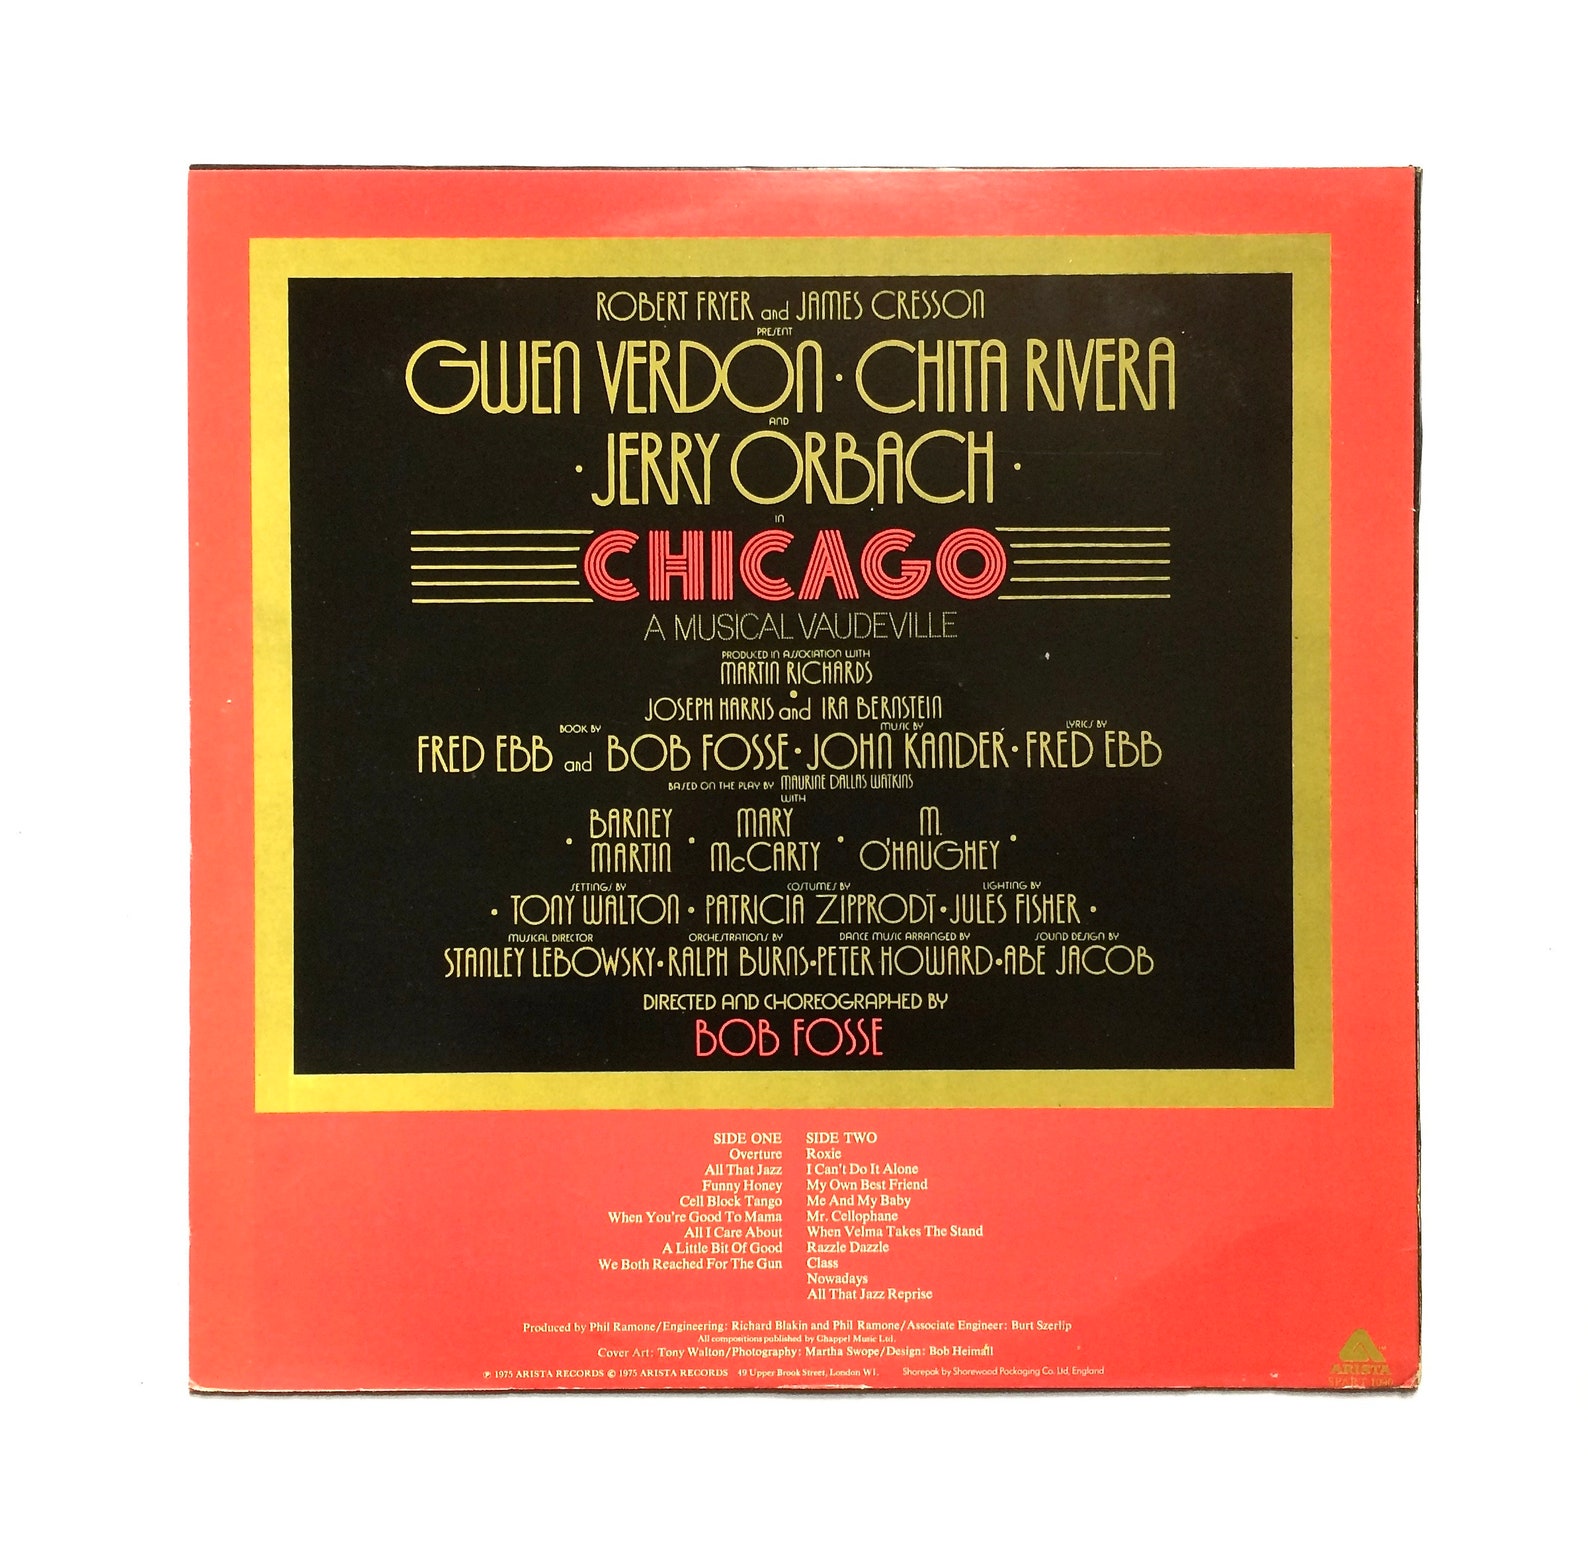 ROBERT FRYER and JAMES CRESSON
PRESENT
GWEN VERDON · CHITA RIVERA
AND
· JERRY ORBACH ·
in
CHICAGO
A MUSICAL VAUDEVILLE
PRODUCED IN ASSOCIATION WITH
MARTIN RICHARDS
JOSEPH HARRIS and IRA BERNSTEIN
BOOK BY MUSIC BY LYRICS BY
FRED EBB and BOB FOSSE · JOHN KANDER · FRED EBB
BASED ON THE PLAY BY MAURINE DALLAS WATKINS
WITH
· BARNEY · MARY · M. ·
MARTIN McCARTY O'HAUGHEY
SETTINGS BY COSTUMES BY LIGHTING BY
· TONY WALTON · PATRICIA ZIPPRODT · JULES FISHER ·
MUSICAL DIRECTOR ORCHESTRATIONS BY DANCE MUSIC ARRANGED BY SOUND DESIGN BY
STANLEY LEBOWSKY · RALPH BURNS · PETER HOWARD · ABE JACOB
DIRECTED AND CHOREOGRAPHED BY
BOB FOSSE
SIDE ONE
Overture
All That Jazz
Funny Honey
Cell Block Tango
When You're Good To Mama
All I Care About
A Little Bit Of Good
We Both Reached For The Gun
SIDE TWO
Roxie
I Can't Do It Alone
My Own Best Friend
Me And My Baby
Mr. Cellophane
When Velma Takes The Stand
Razzle Dazzle
Class
Nowadays
All That Jazz Reprise
Produced by Phil Ramone/Engineering: Richard Blakin and Phil Ramone/Associate Engineer: Burt Szerlip
All compositions published by Chappel Music Ltd.
Cover Art: Tony Walton/Photography: Martha Swope/Design: Bob Heimall
℗ 1975 ARISTA RECORDS © 1975 ARISTA RECORDS 49 Upper Brook Street, London W1. Shorepak by Shorewood Packaging Co. Ltd, England
ARISTA